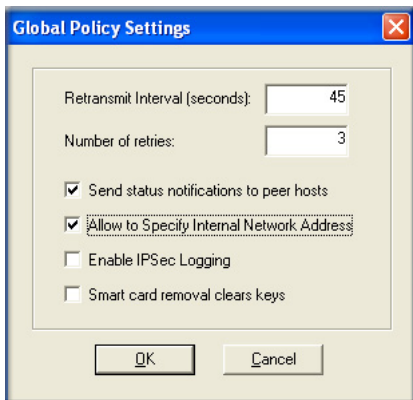 Global Policy Settings
Retransmit Interval (seconds): 45
Number of retries: 3
Send status notifications to peer hosts
Allow to Specify Internal Network Address
Enable IPSec Logging
Smart card removal clears keys
OK Cancel